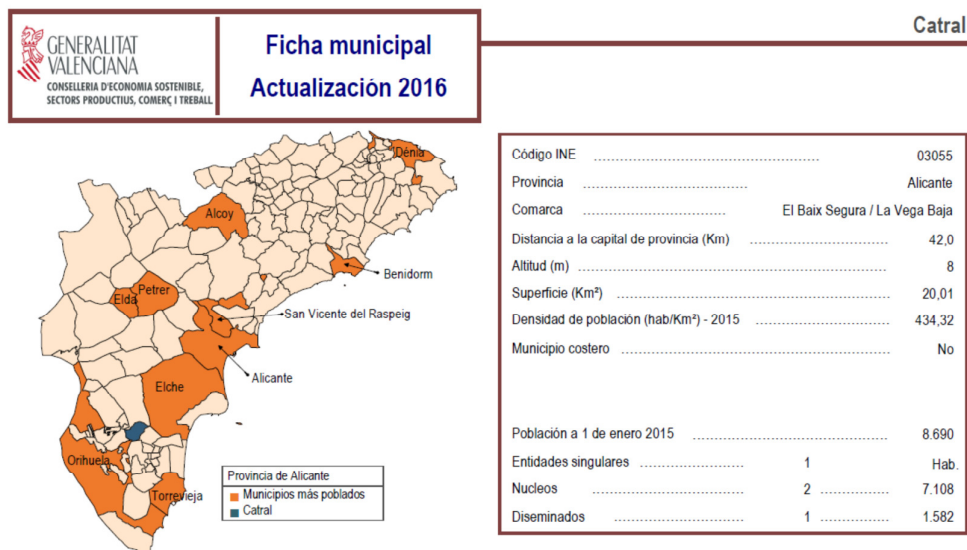 Catral
GENERALITAT
VALENCIANA
CONSELLERIA D'ECONOMIA SOSTENIBLE,
SECTORS PRODUCTIUS, COMERÇ I TREBALL
Ficha municipal
Actualización 2016
Dénia
Alcoy
Benidorm
Petrer
Elda
San Vicente del Raspeig
Alicante
Elche
Orihuela
Torrevieja
Provincia de Alicante
Municipios más poblados
Catral
Código INE ........................................................... 03055
Provincia .................................................. Alicante
Comarca ...................................... El Baix Segura / La Vega Baja
Distancia a la capital de provincia (Km) ..................................... 42,0
Altitud (m) ................................................................................ 8
Superficie (Km²) ....................................................................... 20,01
Densidad de población (hab/Km²) - 2015 ................................... 434,32
Municipio costero ..................................................................... No
Población a 1 de enero 2015 .................................................... 8.690
Entidades singulares ........................... 1 Hab.
Nucleos ........................................ 2 .................. 7.108
Diseminados .................................. 1 .................. 1.582